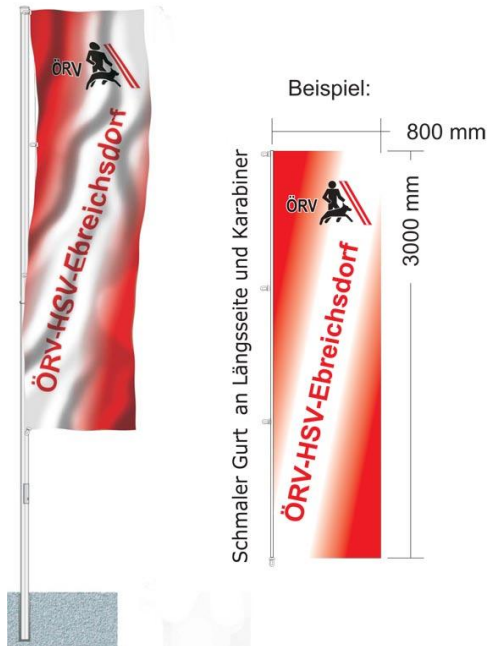 ÖRV
ÖRV-HSV-Ebreichsdorf
Beispiel:
800 mm
3000 mm
Schmaler Gurt an Längsseite und Karabiner
ÖRV
ÖRV-HSV-Ebreichsdorf